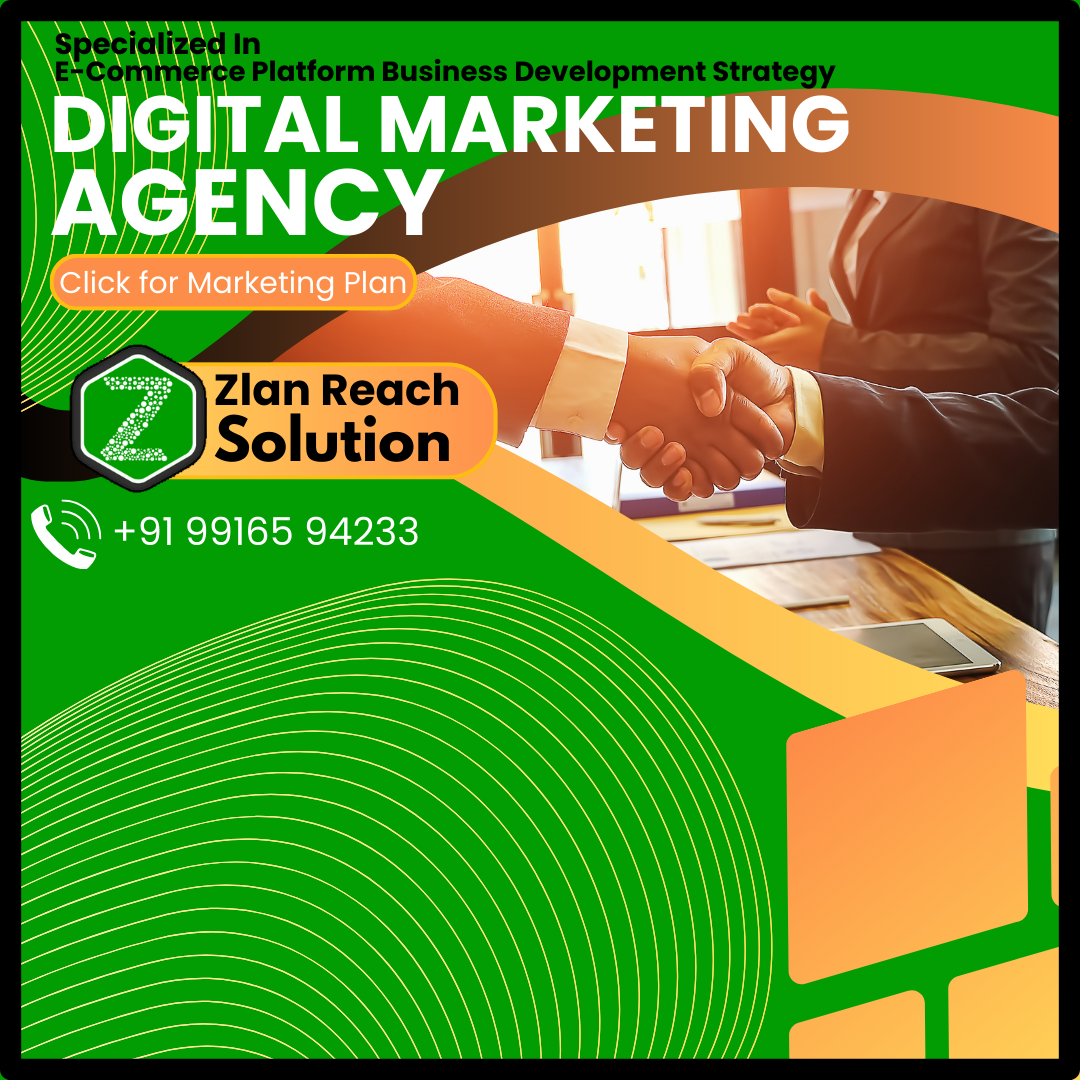 Specialized In
E-Commerce Platform Business Development Strategy
DIGITAL MARKETING
AGENCY
Click for Marketing Plan
Z
Zlan Reach
Solution
+91 99165 94233